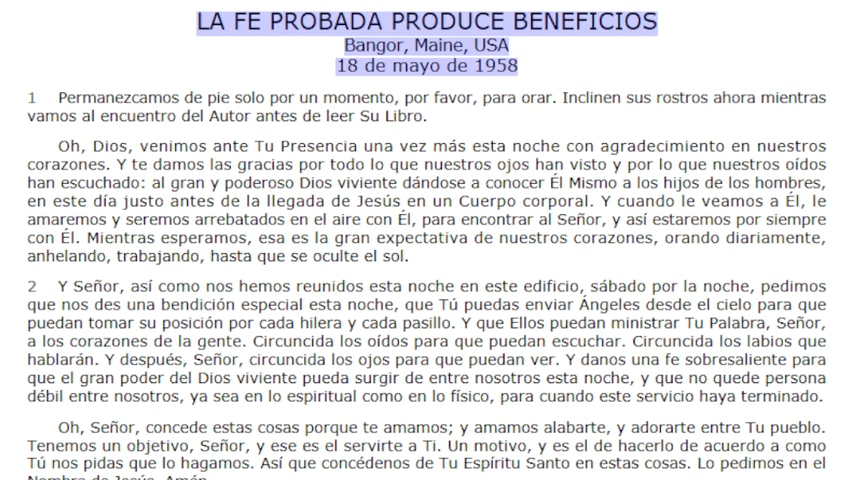 LA FE PROBADA PRODUCE BENEFICIOS
Bangor, Maine, USA
18 de mayo de 1958
1 Permanezcamos de pie solo por un momento, por favor, para orar. Inclinen sus rostros ahora mientras
vamos al encuentro del Autor antes de leer Su Libro.
Oh, Dios, venimos ante Tu Presencia una vez más esta noche con agradecimiento en nuestros
corazones. Y te damos las gracias por todo lo que nuestros ojos han visto y por lo que nuestros oídos
han escuchado: al gran y poderoso Dios viviente dándose a conocer Él Mismo a los hijos de los hombres,
en este día justo antes de la llegada de Jesús en un Cuerpo corporal. Y cuando le veamos a Él, le
amaremos y seremos arrebatados en el aire con Él, para encontrar al Señor, y así estaremos por siempre
con Él. Mientras esperamos, esa es la gran expectativa de nuestros corazones, orando diariamente,
anhelando, trabajando, hasta que se oculte el sol.
2 Y Señor, así como nos hemos reunidos esta noche en este edificio, sábado por la noche, pedimos
que nos des una bendición especial esta noche, que Tú puedas enviar Ángeles desde el cielo para que
puedan tomar su posición por cada hilera y cada pasillo. Y que Ellos puedan ministrar Tu Palabra, Señor,
a los corazones de la gente. Circuncida los oídos para que puedan escuchar. Circuncida los labios que
hablarán. Y después, Señor, circuncida los ojos para que puedan ver. Y danos una fe sobresaliente para
que el gran poder del Dios viviente pueda surgir de entre nosotros esta noche, y que no quede persona
débil entre nosotros, ya sea en lo espiritual como en lo físico, para cuando este servicio haya terminado.
Oh, Señor, concede estas cosas porque te amamos; y amamos alabarte, y adorarte entre Tu pueblo.
Tenemos un objetivo, Señor, y ese es el servirte a Ti. Un motivo, y es el de hacerlo de acuerdo a como
Tú nos pidas que lo hagamos. Así que concédenos de Tu Espíritu Santo en estas cosas. Lo pedimos en el
Nombre de Jesús. Amén.